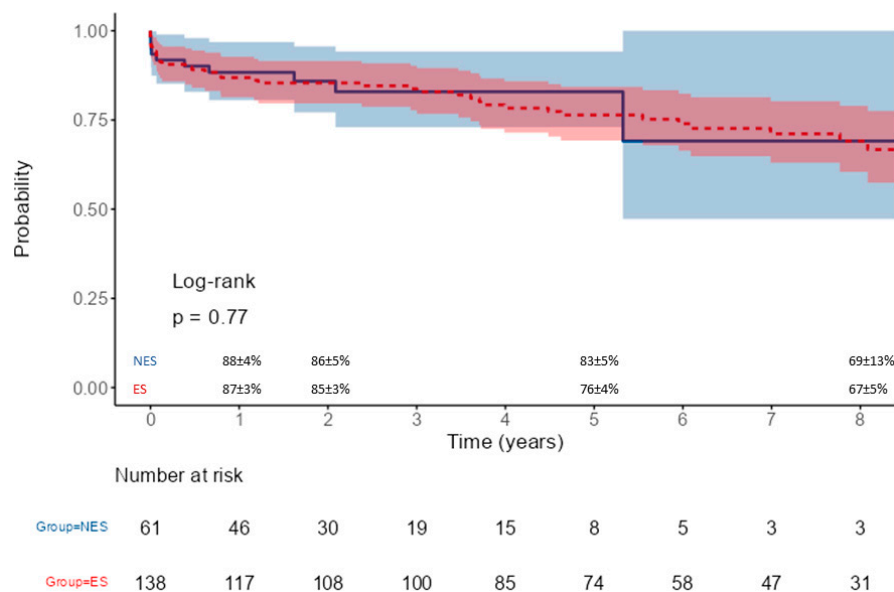 1.00
0.75
0.50
0.25
0.00
Probability
Log-rank
p = 0.77
NES 88±4% 86±5% 83±5% 69±13%
ES 87±3% 85±3% 76±4% 67±5%
0 1 2 3 4 5 6 7 8
Time (years)
Number at risk
Group=NES 61 46 30 19 15 8 5 3 3
Group=ES 138 117 108 100 85 74 58 47 31